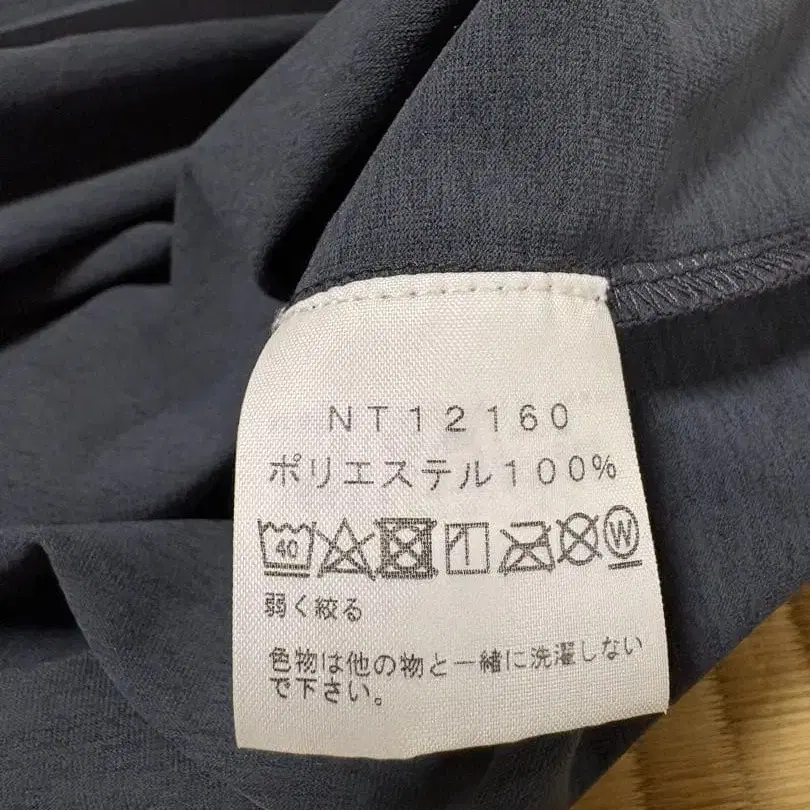 NT12160
ポリエステル100%
40 W
弱く絞る
色物は他の物と一緒に洗濯しない
で下さい。